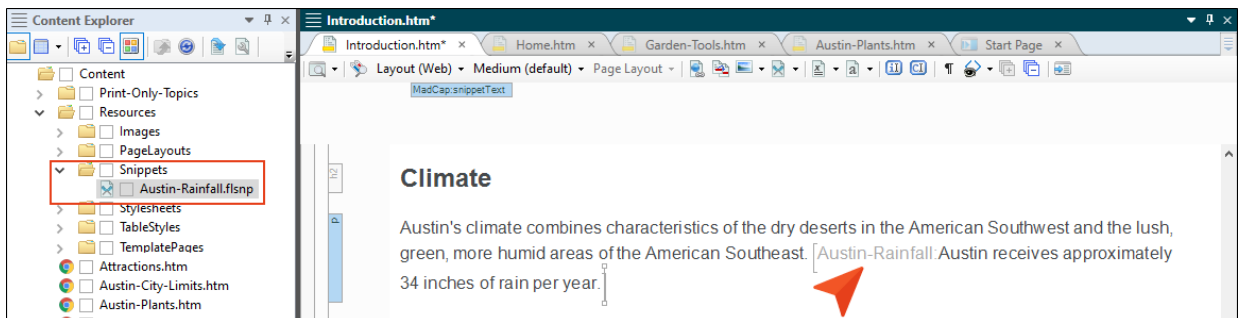 Content Explorer
Content
Print-Only-Topics
Resources
Images
PageLayouts
Snippets
Austin-Rainfall.flsnp
Stylesheets
TableStyles
TemplatePages
Attractions.htm
Austin-City-Limits.htm
Austin-Plants.htm
Introduction.htm*
Introduction.htm* × Home.htm × Garden-Tools.htm × Austin-Plants.htm × Start Page ×
Layout (Web) Medium (default) Page Layout
MadCap:snippetText
h2
Climate
p
Austin's climate combines characteristics of the dry deserts in the American Southwest and the lush,
green, more humid areas of the American Southeast. [Austin-Rainfall:Austin receives approximately
34 inches of rain per year.]